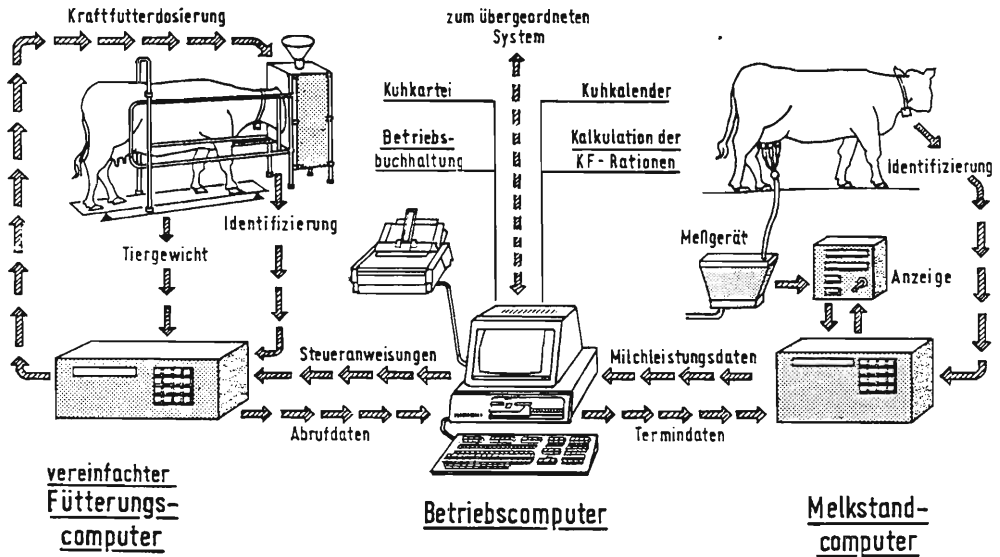 Kraftfutterdosierung
zum übergeordneten
System
Kuhkartei
Kuhkalender
Betriebs-
buchhaltung
Kalkulation der
KF-Rationen
Identifizierung
Identifizierung
Tiergewicht
Meßgerät
Anzeige
Steueranweisungen
Milchleistungsdaten
Abrufdaten
Termindaten
vereinfachter
Fütterungs-
computer
Betriebscomputer
Melkstand-
computer